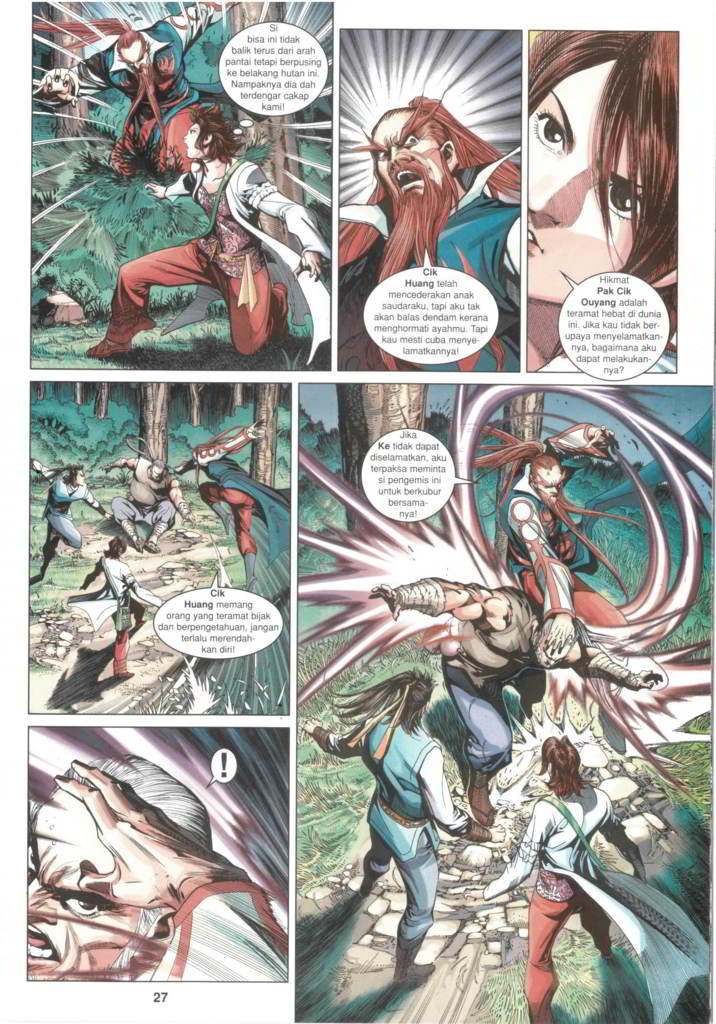 Si
bisa ini tidak
balik terus dari arah
pantai tetapi berpusing
ke belakang hutan ini.
Nampaknya dia dah
terdengar cakap
kami!
Cik
Huang telah
mencederakan anak
saudaraku, tapi aku tak
akan balas dendam kerana
menghormati ayahmu. Tapi
kau mesti cuba menye-
lamatkannya!
Hikmat
Pak Cik
Ouyang adalah
teramat hebat di dunia
ini. Jika kau tidak ber-
upaya menyelamatkan-
nya, bagaimana aku
dapat melakukan-
nya?
Cik
Huang memang
orang yang teramat bijak
dan berpengetahuan, jangan
terlalu merendah-
kan diri!
Jika
Ke tidak dapat
diselamatkan, aku
terpaksa meminta
si pengemis ini
untuk berkubur
bersama-
nya!
!
27